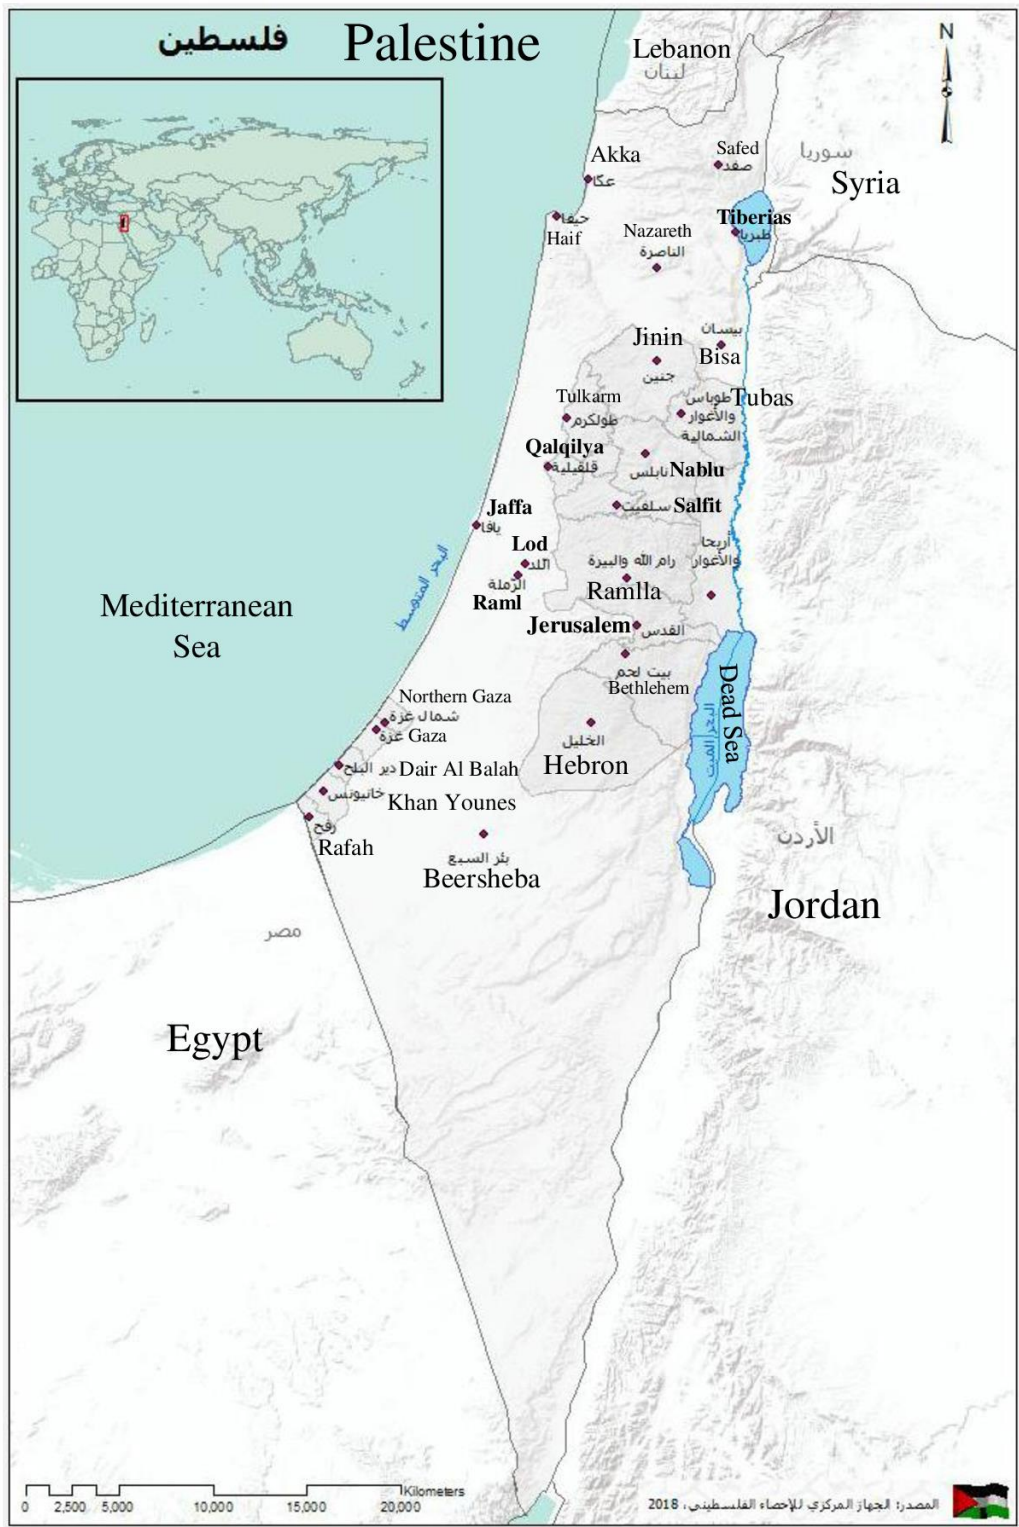 فلسطين
Palestine
N
Lebanon
لبنان
Akka
عكّا
Safed
صفد
سوريا
Syria
حيفا
Haif
Nazareth
الناصرة
Tiberias
طبريا
Jinin
جنين
بيسان
Bisa
Tulkarm
طولكرم
Tubas
طوباس
والأغوار
الشمالية
Qalqilya
قلقيلية
نابلس
Nablu
Jaffa
يافا
سلفيت
Salfit
Lod
اللد
الرملة
Raml
رام الله والبيرة
Ramlla
أريحا
والأغوار
البحر المتوسط
Mediterranean
Sea
Jerusalem
القدس
بيت لحم
Bethlehem
Dead Sea
البحر الميت
Northern Gaza
شمال غزة
غزة
Gaza
دير البلح
Dair Al Balah
خانيونس
Khan Younes
رفح
Rafah
الخليل
Hebron
بئر السبع
Beersheba
الأردن
Jordan
مصر
Egypt
Kilometers
0 2,500 5,000 10,000 15,000 20,000
المصدر: الجهاز المركزي للإحصاء الفلسطيني، 2018